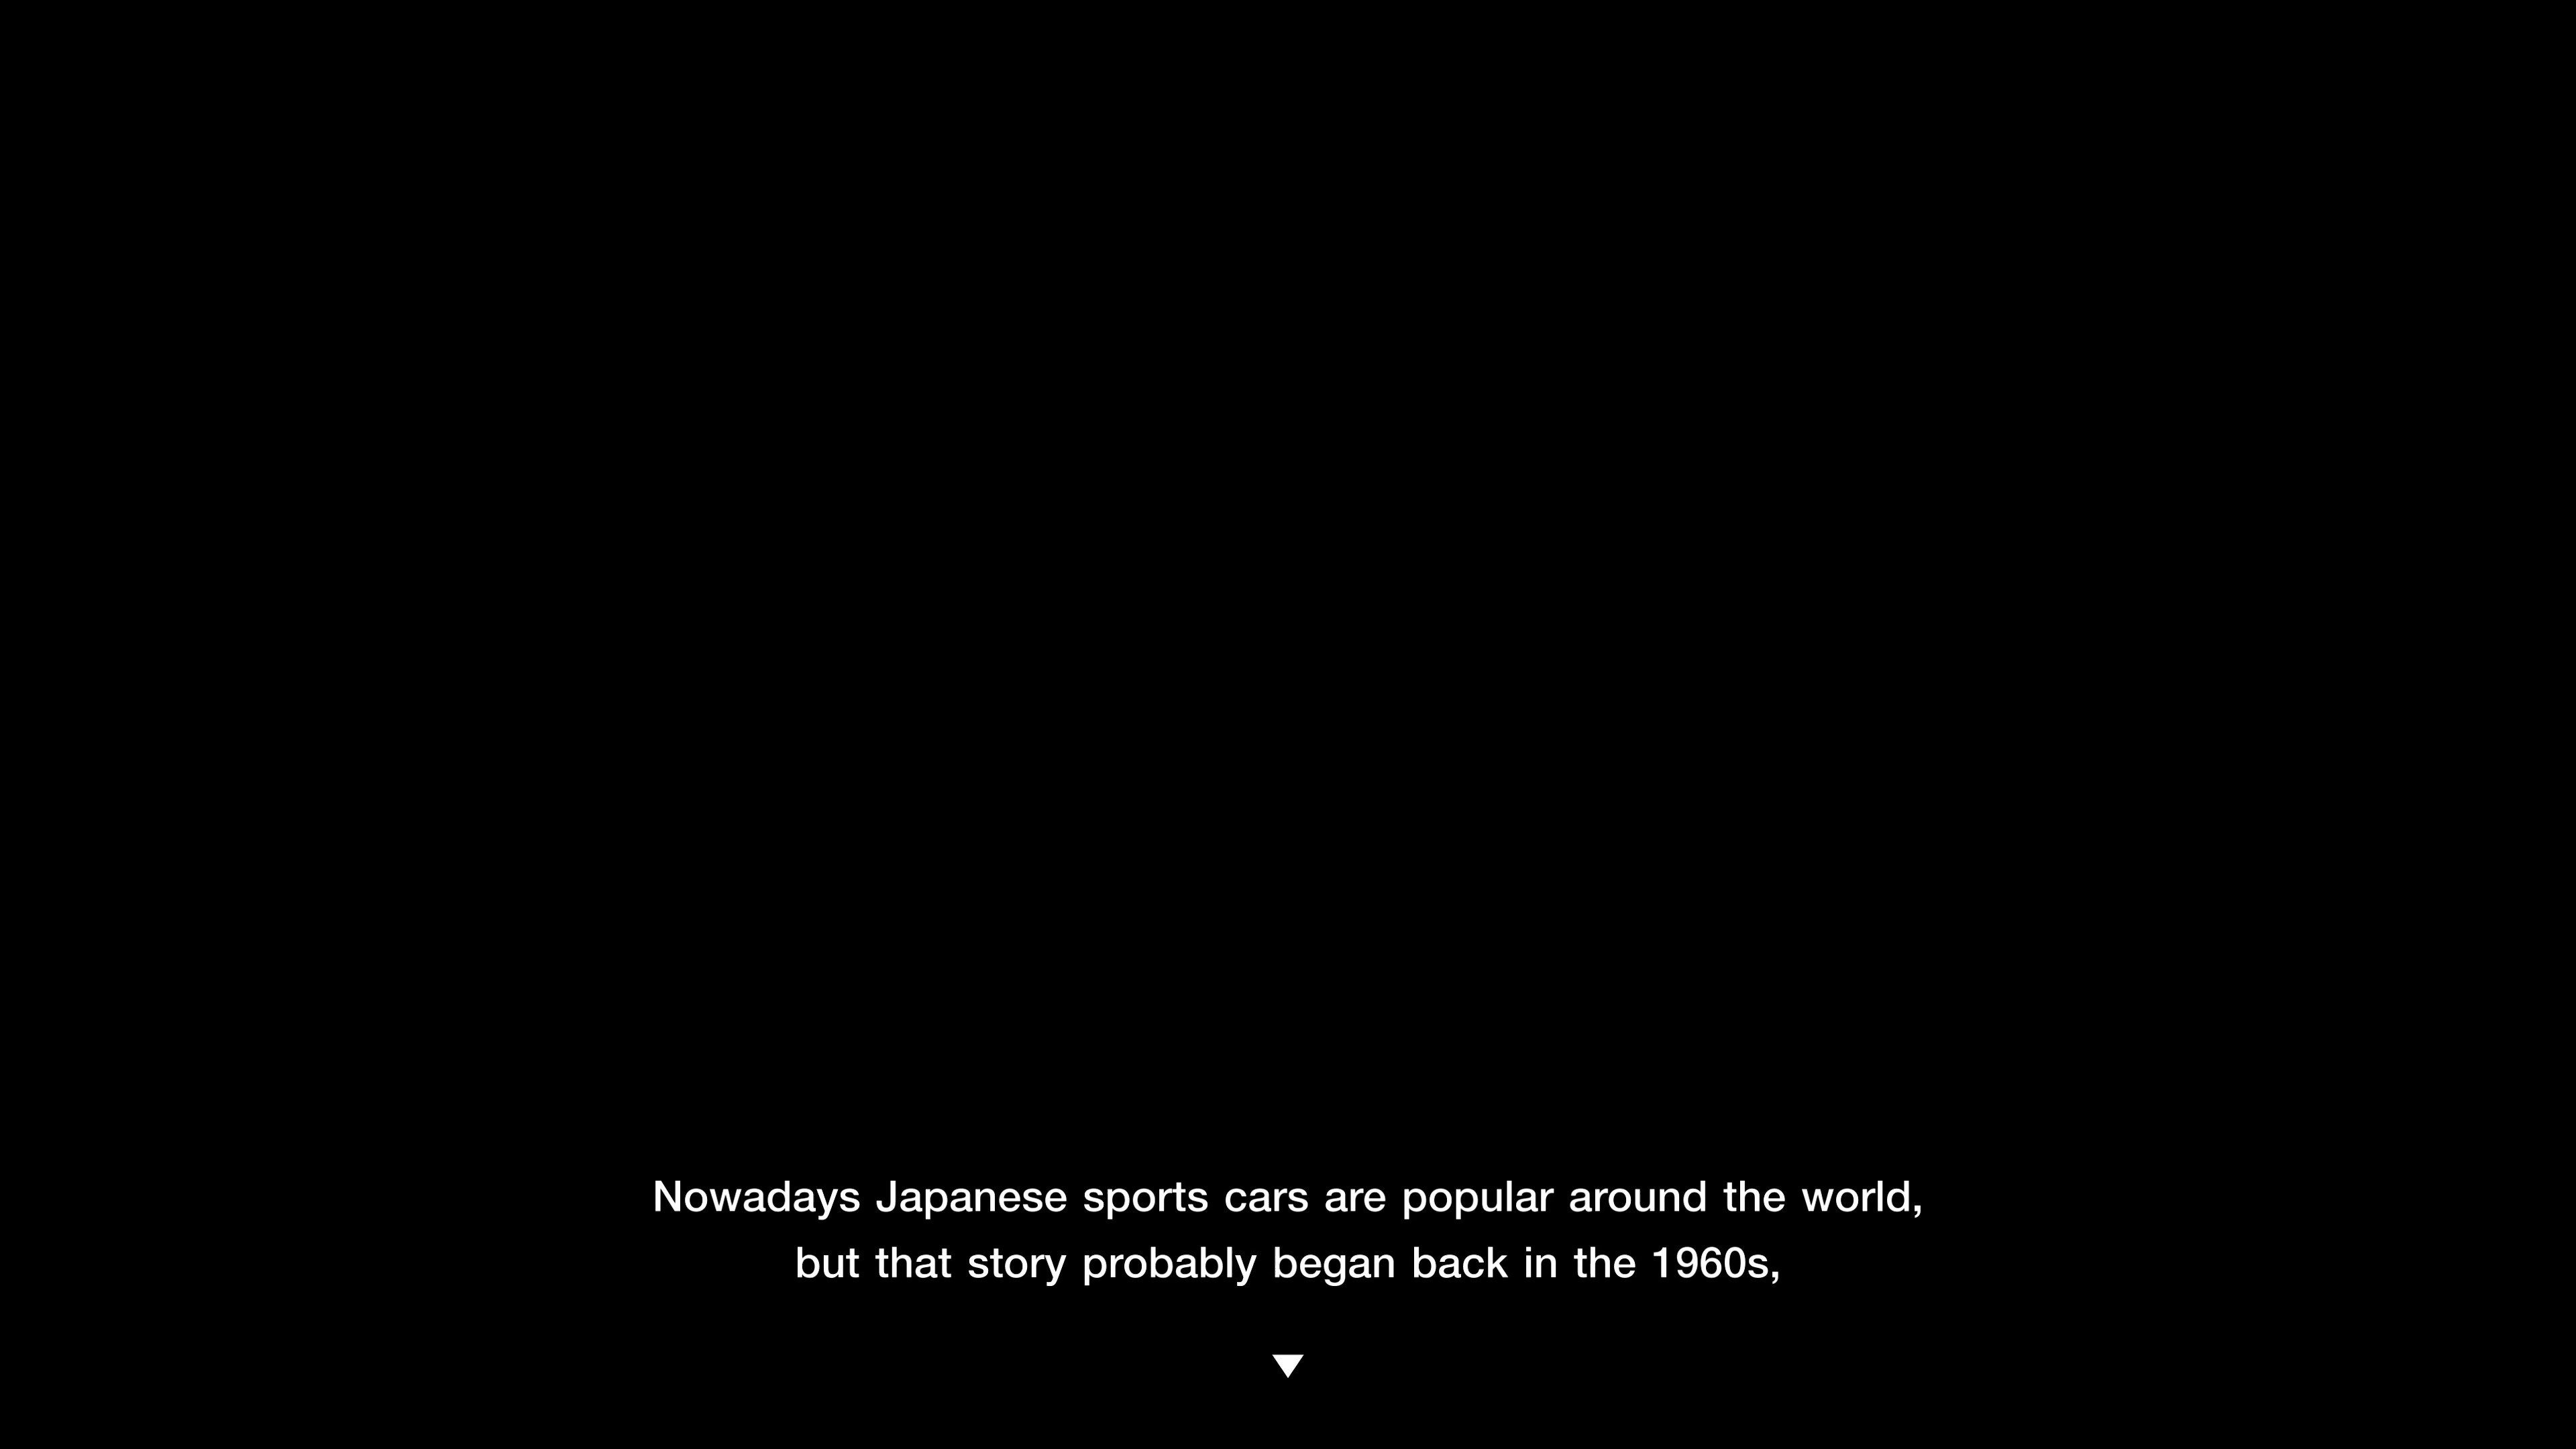 Nowadays Japanese sports cars are popular around the world,
but that story probably began back in the 1960s,